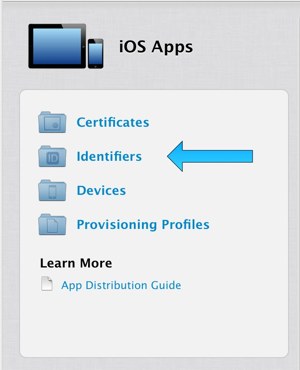 iOS Apps
Certificates
Identifiers
Devices
Provisioning Profiles
Learn More
App Distribution Guide